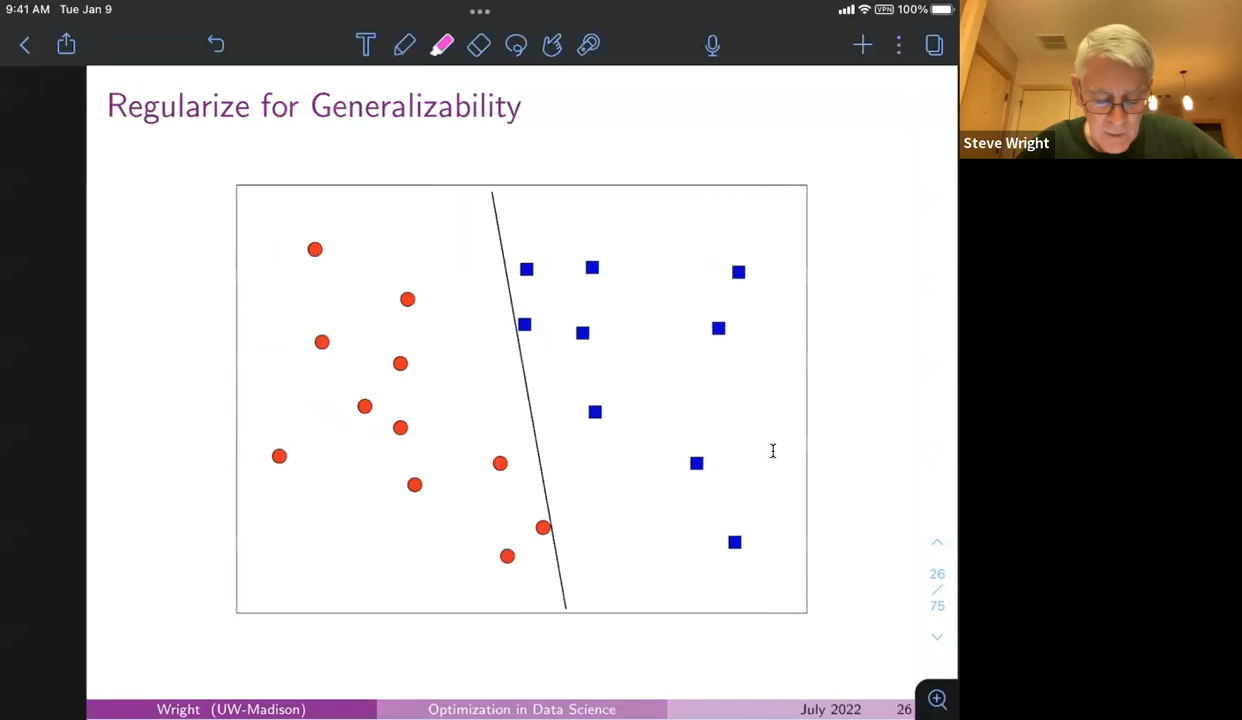 9:41 AM Tue Jan 9
VPN 100%
T
Regularize for Generalizability
Steve Wright
26
75
Wright (UW-Madison) Optimization in Data Science July 2022 26